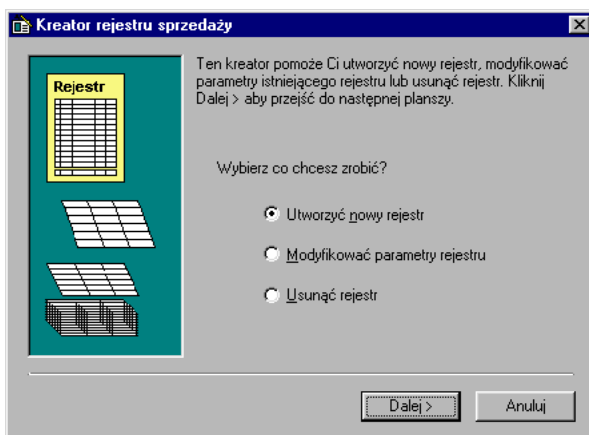 Kreator rejestru sprzedaży
Ten kreator pomoże Ci utworzyć nowy rejestr, modyfikować
parametry istniejącego rejestru lub usunąć rejestr. Kliknij
Dalej > aby przejść do następnej planszy.
Rejestr
Wybierz co chcesz zrobić?
Utworzyć nowy rejestr
Modyfikować parametry rejestru
Usunąć rejestr
Dalej >
Anuluj